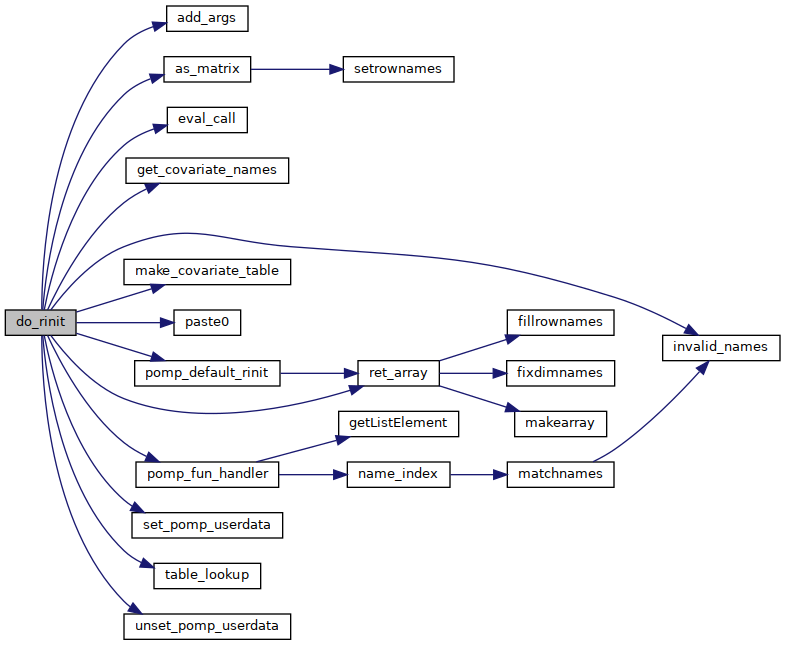 add_args
as_matrix
setrownames
eval_call
get_covariate_names
make_covariate_table
do_rinit
paste0
fillrownames
invalid_names
pomp_default_rinit
ret_array
fixdimnames
getListElement
makearray
pomp_fun_handler
name_index
matchnames
set_pomp_userdata
table_lookup
unset_pomp_userdata